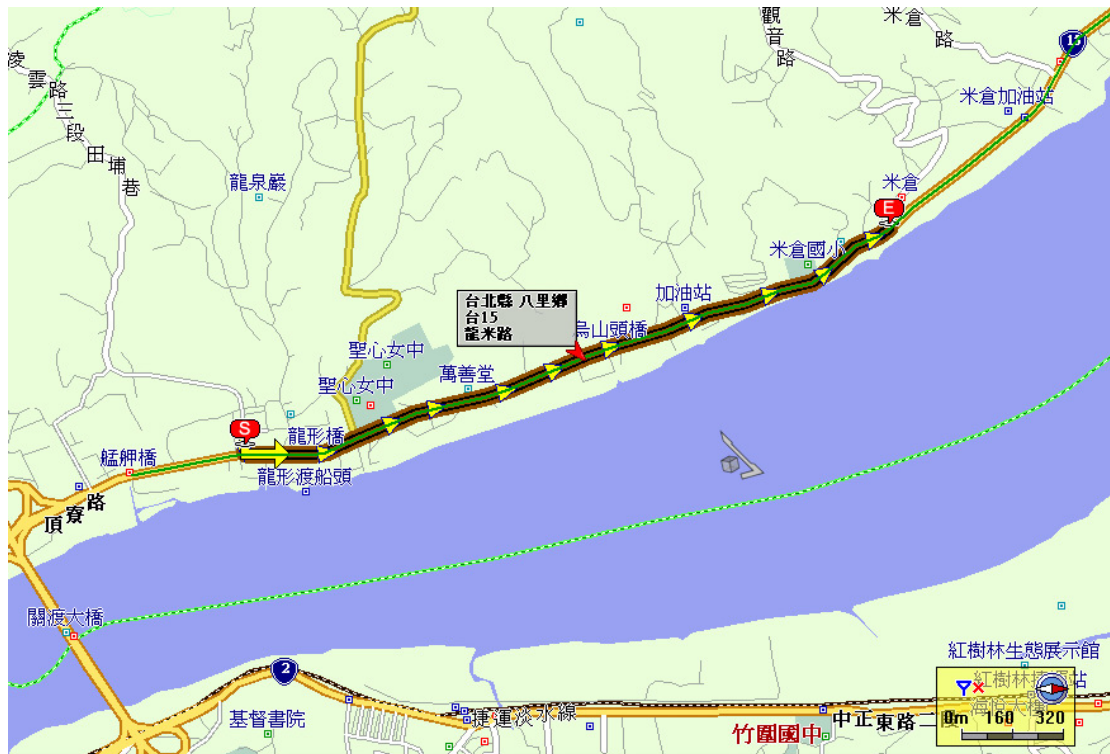 凌雲路三段
田埔巷
觀音路
米倉路
15
米倉加油站
龍泉巖
米倉
E
米倉國小
加油站
台北縣 八里鄉
台15
龍米路
烏山頭橋
聖心女中
聖心女中
萬善堂
S
龍形橋
艋舺橋
龍形渡船頭
頂寮路
關渡大橋
紅樹林生態展示館
2
基督書院
捷運淡水線
竹圍國中
中正東路二段
0m 160 320